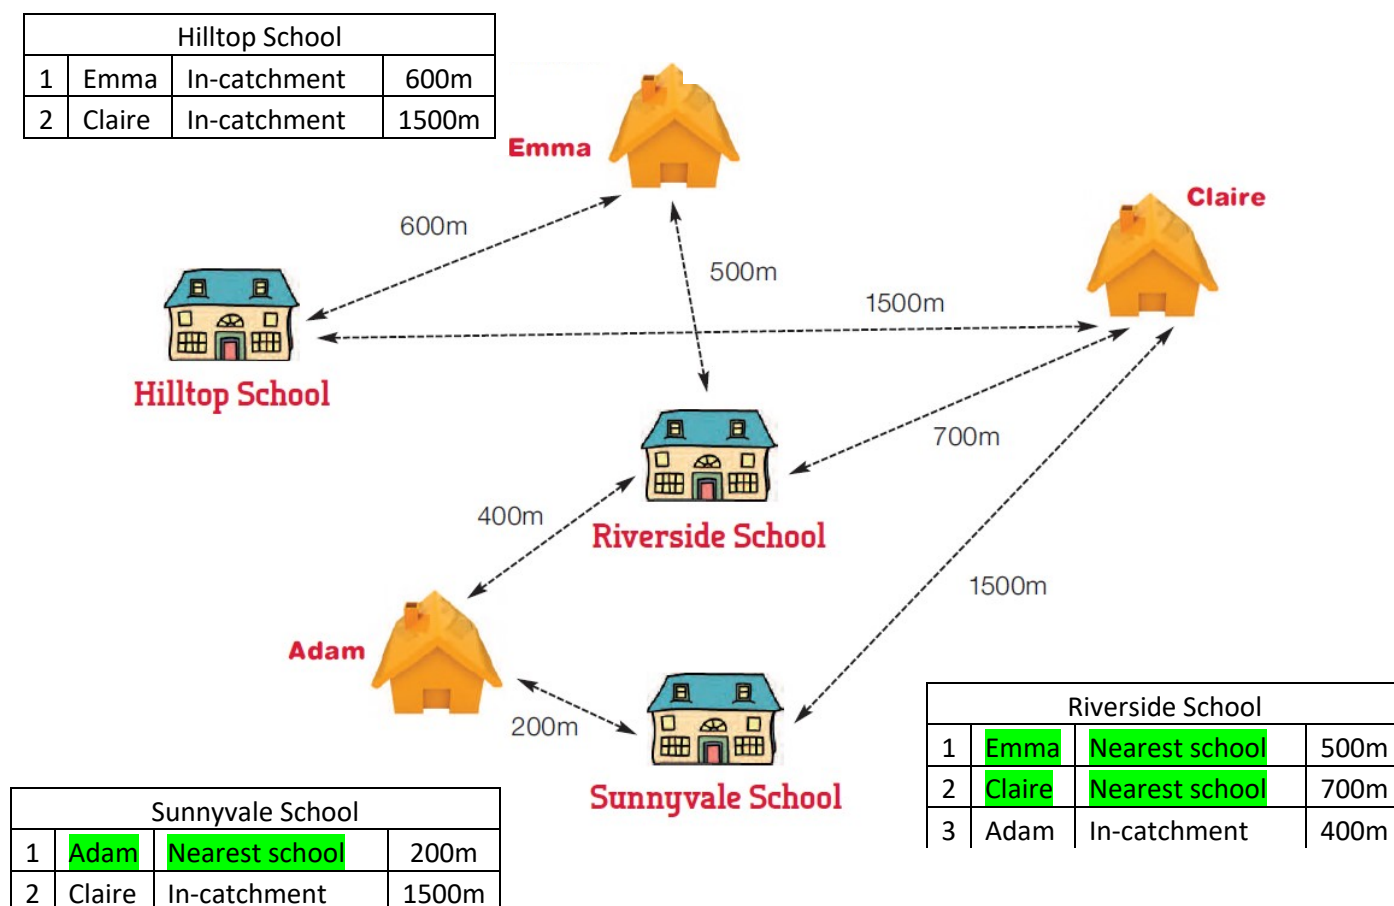 Hilltop School
1 Emma In-catchment 600m
2 Claire In-catchment 1500m
Emma
Claire
600m
500m
1500m
Hilltop School
700m
400m
Riverside School
1500m
Adam
200m
Sunnyvale School
Riverside School
1 Emma Nearest school 500m
2 Claire Nearest school 700m
3 Adam In-catchment 400m
Sunnyvale School
1 Adam Nearest school 200m
2 Claire In-catchment 1500m